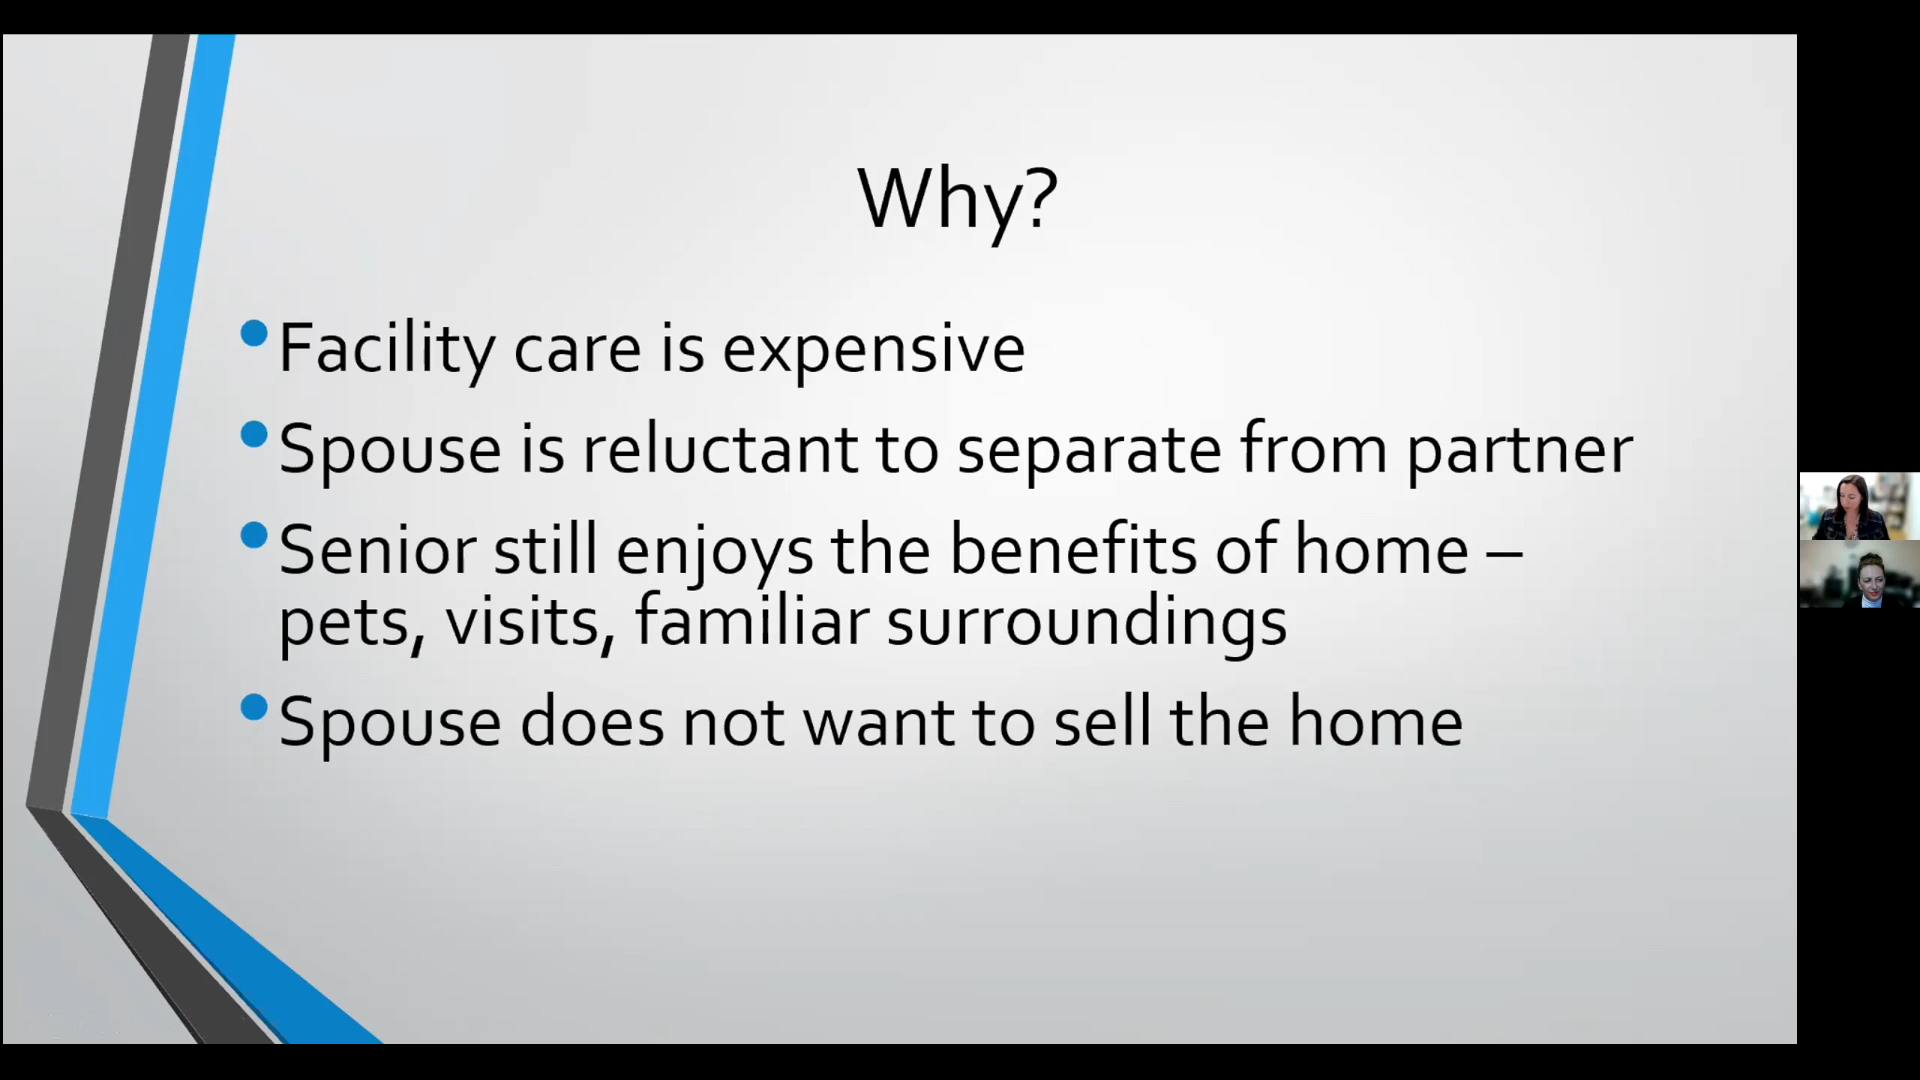 Why?
• Facility care is expensive
• Spouse is reluctant to separate from partner
• Senior still enjoys the benefits of home –
pets, visits, familiar surroundings
• Spouse does not want to sell the home